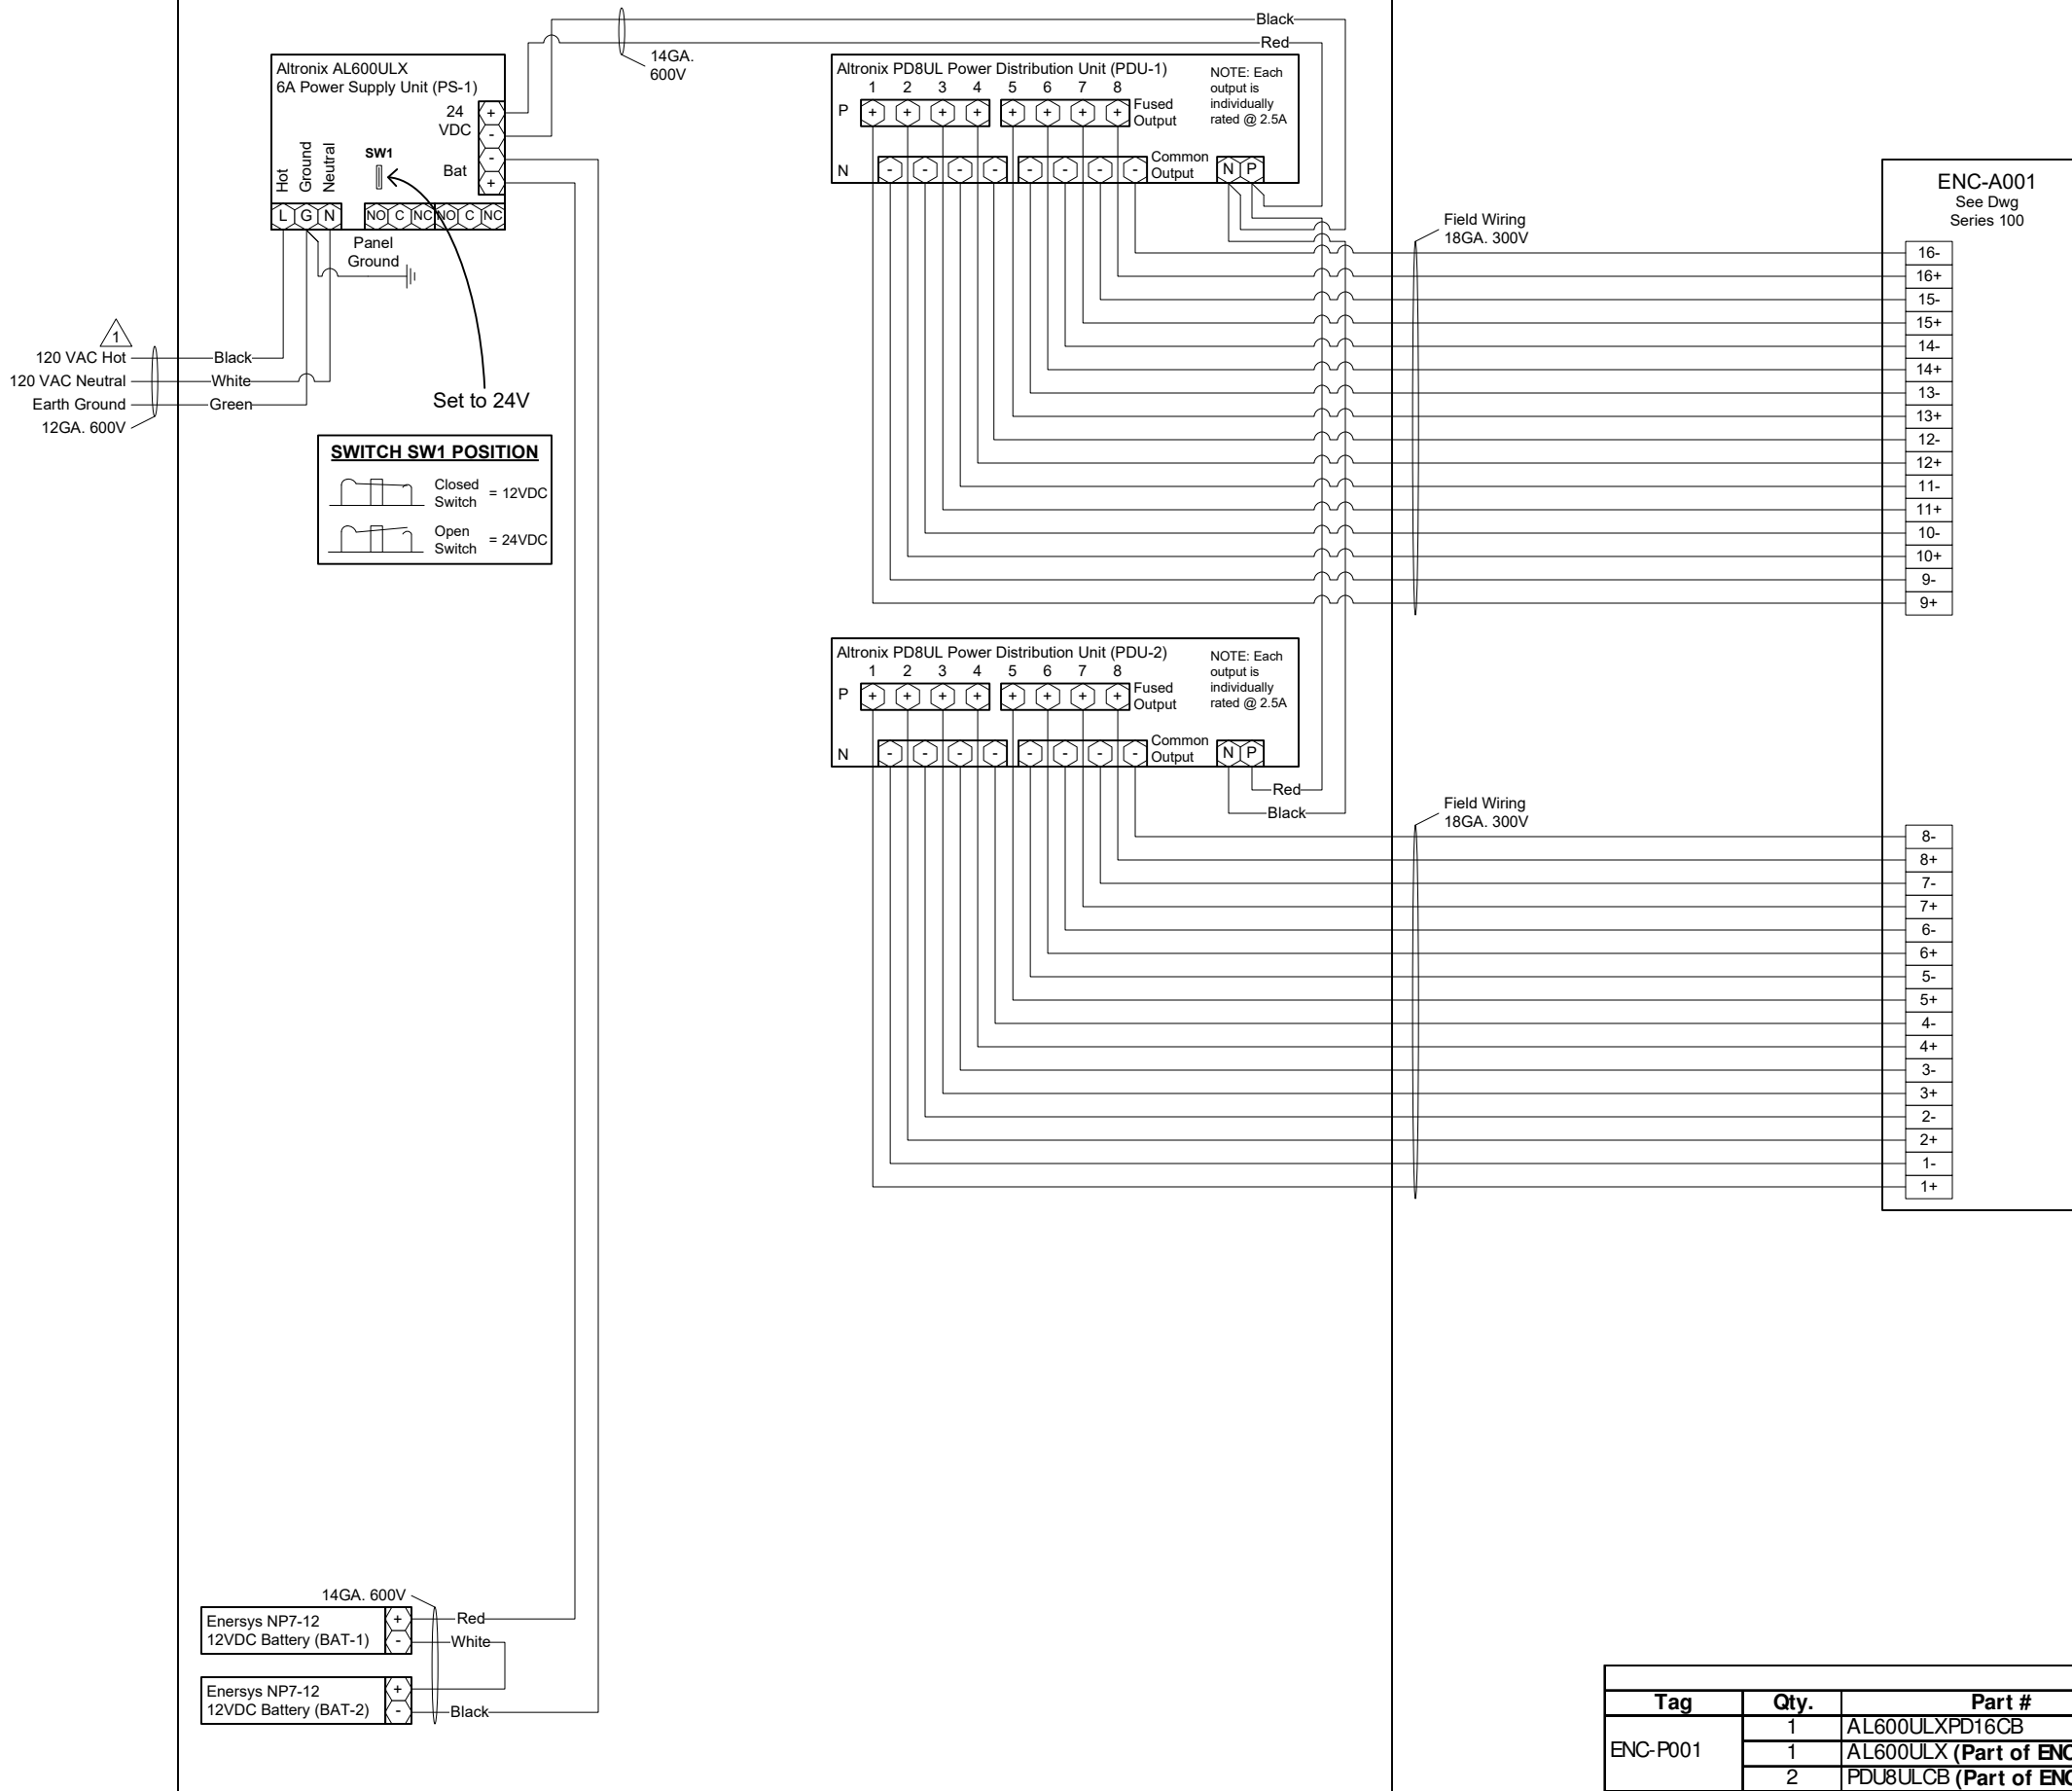 Black
Red
14GA.
600V
Altronix AL600ULX
6A Power Supply Unit (PS-1)
24
VDC
+
-
-
+
Bat
SW1
Hot
Ground
Neutral
L G N
NO C NC NO C NC
Panel
Ground
Set to 24V
1
120 VAC Hot
Black
120 VAC Neutral
White
Earth Ground
Green
12GA. 600V
SWITCH SW1 POSITION
Closed
Switch
= 12VDC
Open
Switch
= 24VDC
Altronix PD8UL Power Distribution Unit (PDU-1)
1 2 3 4 5 6 7 8
P + + + + + + + +
Fused
Output
NOTE: Each
output is
individually
rated @ 2.5A
N - - - - - - - -
Common
Output
N P
Field Wiring
18GA. 300V
ENC-A001
See Dwg
Series 100
16-
16+
15-
15+
14-
14+
13-
13+
12-
12+
11-
11+
10-
10+
9-
9+
Altronix PD8UL Power Distribution Unit (PDU-2)
1 2 3 4 5 6 7 8
P + + + + + + + +
Fused
Output
NOTE: Each
output is
individually
rated @ 2.5A
N - - - - - - - -
Common
Output
N P
Red
Black
Field Wiring
18GA. 300V
8-
8+
7-
7+
6-
6+
5-
5+
4-
4+
3-
3+
2-
2+
1-
1+
14GA. 600V
Enersys NP7-12
12VDC Battery (BAT-1)
+
-
Red
White
Enersys NP7-12
12VDC Battery (BAT-2)
+
-
Black
Tag Qty. Part #
ENC-P001
1 AL600ULXPD16CB
1 AL600ULX (Part of ENC
2 PDU8ULCB (Part of ENC